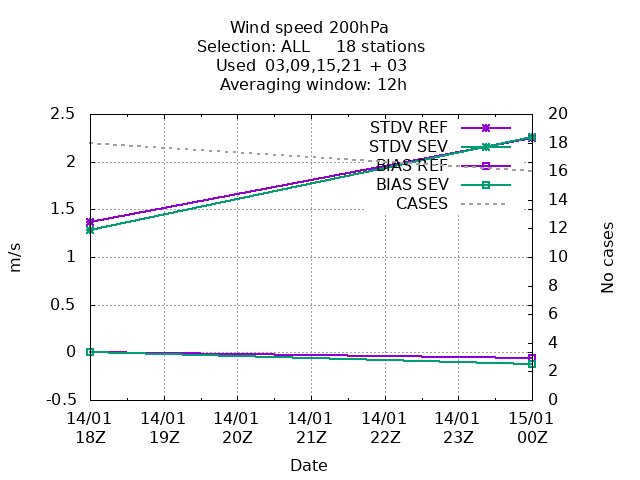 Wind speed 200hPa
Selection: ALL 18 stations
Used 03,09,15,21 + 03
Averaging window: 12h
2.5
2
1.5
1
0.5
0
-0.5
m/s
20
18
16
14
12
10
8
6
4
2
0
No cases
STDV REF
STDV SEV
BIAS REF
BIAS SEV
CASES
14/01 14/01 14/01 14/01 14/01 14/01 15/01
18Z 19Z 20Z 21Z 22Z 23Z 00Z
Date